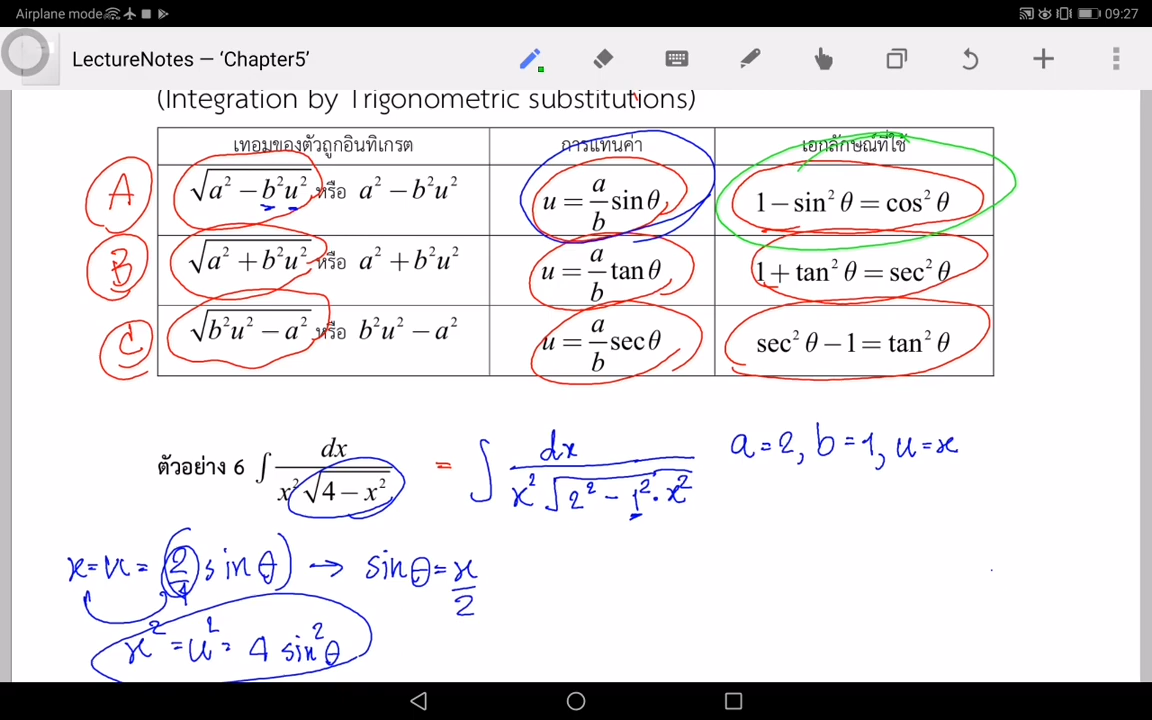 Airplane mode 09:27
LectureNotes – ‘Chapter5’
(Integration by Trigonometric substitutions)
เทอมของตัวถูกอินทิเกรต การแทนค่า เอกลักษณ์ที่ใช้
A √(a² − b²u²) หรือ a² − b²u² u = a/b sin θ 1 − sin² θ = cos² θ
B √(a² + b²u²) หรือ a² + b²u² u = a/b tan θ 1 + tan² θ = sec² θ
C √(b²u² − a²) หรือ b²u² − a² u = a/b sec θ sec² θ − 1 = tan² θ
ตัวอย่าง 6 ∫ dx/(x²√(4 − x²)) = ∫ dx/(x²√(2² − 1²·x²)) a = 2, b = 1, u = x
x = u = (2/1 sin θ) → sin θ = x/2
x² = u² = 4 sin² θ